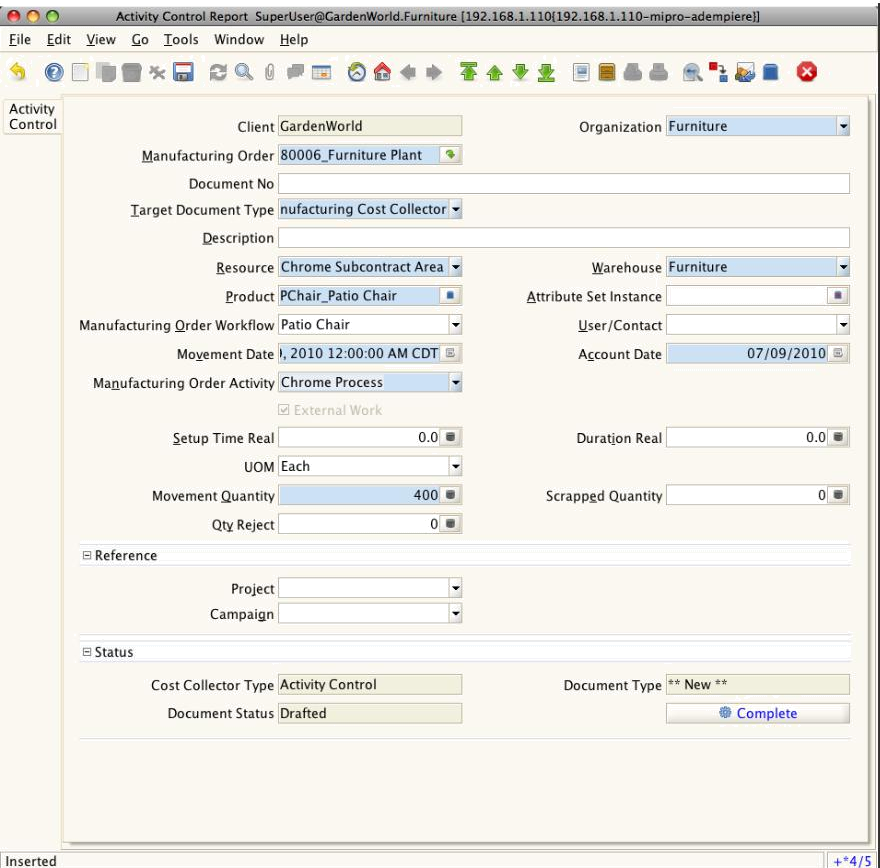 Activity Control Report SuperUser@GardenWorld.Furniture [192.168.1.110{192.168.1.110-mipro-adempiere}]
File Edit View Go Tools Window Help
Activity
Control
Client GardenWorld Organization Furniture
Manufacturing Order 80006_Furniture Plant
Document No
Target Document Type nufacturing Cost Collector
Description
Resource Chrome Subcontract Area Warehouse Furniture
Product PChair_Patio Chair Attribute Set Instance
Manufacturing Order Workflow Patio Chair User/Contact
Movement Date , 2010 12:00:00 AM CDT Account Date 07/09/2010
Manufacturing Order Activity Chrome Process
External Work
Setup Time Real 0.0 Duration Real 0.0
UOM Each
Movement Quantity 400 Scrapped Quantity 0
Qty Reject 0
Reference
Project
Campaign
Status
Cost Collector Type Activity Control Document Type ** New **
Document Status Drafted Complete
Inserted +*4/5